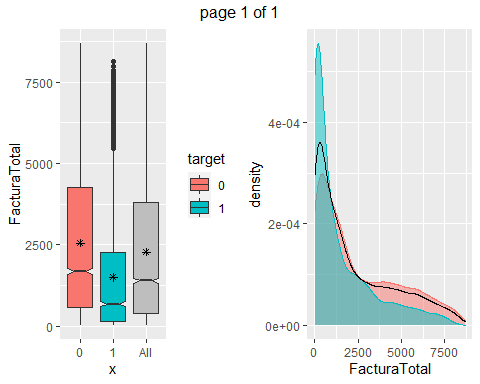 page 1 of 1
FacturaTotal
7500
5000
2500
0
0
1
All
x
target
0
1
density
4e-04
2e-04
0e+00
0
2500
5000
7500
FacturaTotal